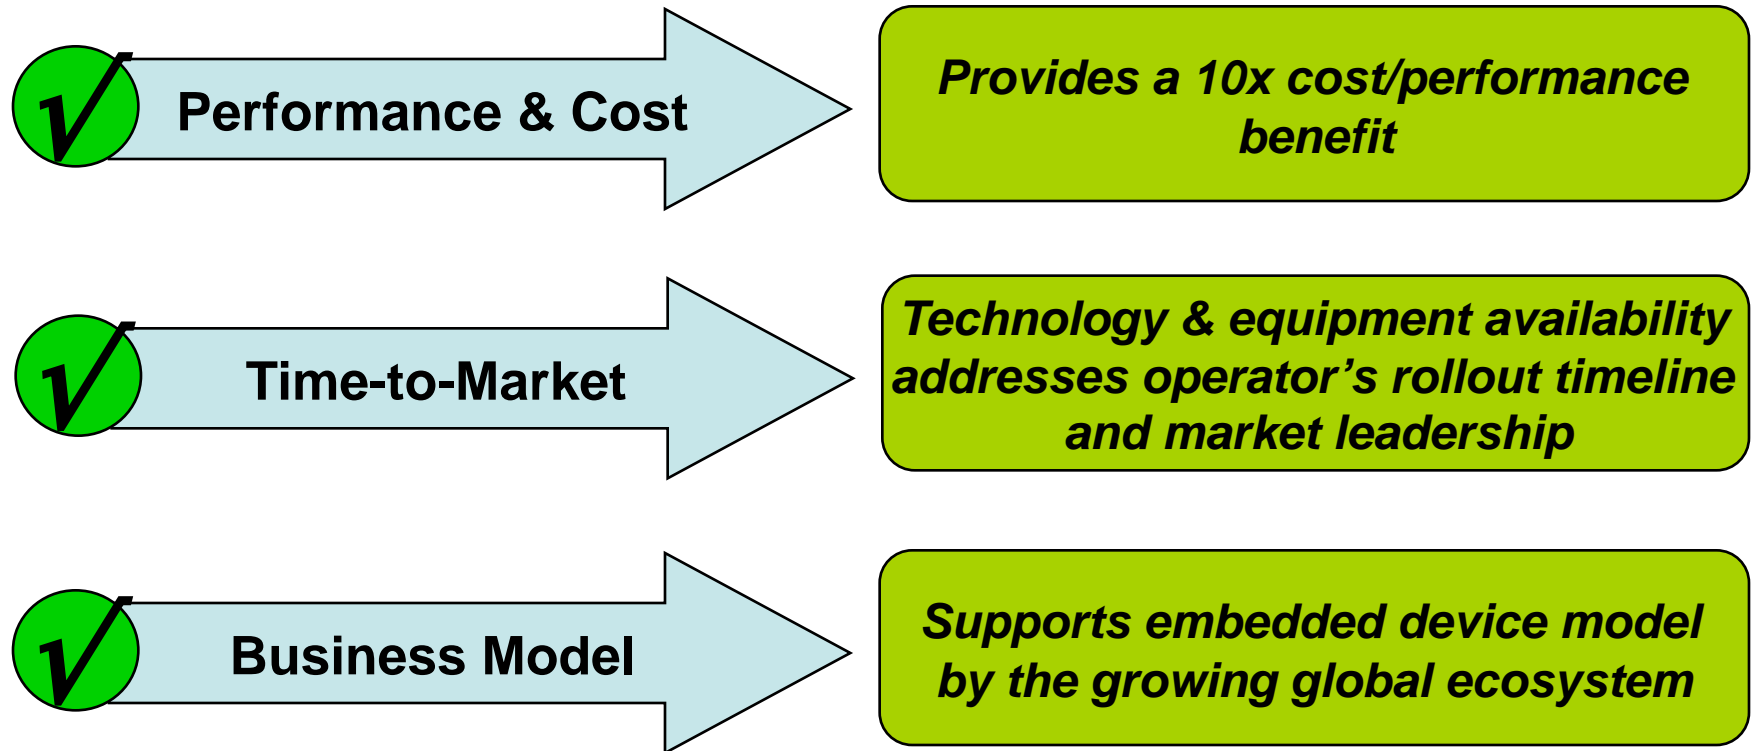 √
Performance & Cost
Provides a 10x cost/performance
benefit
√
Time-to-Market
Technology & equipment availability
addresses operator’s rollout timeline
and market leadership
√
Business Model
Supports embedded device model
by the growing global ecosystem